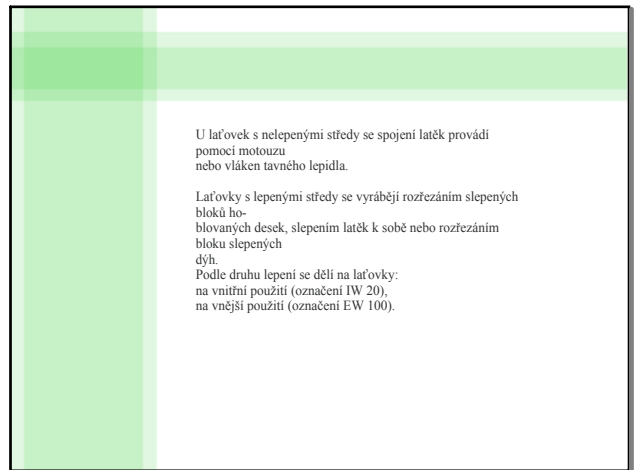 U laťovek s nelepenými středy se spojení latěk provádí
pomocí motouzu
nebo vláken tavného lepidla.
Laťovky s lepenými středy se vyrábějí rozřezáním slepených
bloků ho-
blovaných desek, slepením latěk k sobě nebo rozřezáním
bloku slepených
dýh.
Podle druhu lepení se dělí na laťovky:
na vnitřní použití (označení IW 20),
na vnější použití (označení EW 100).